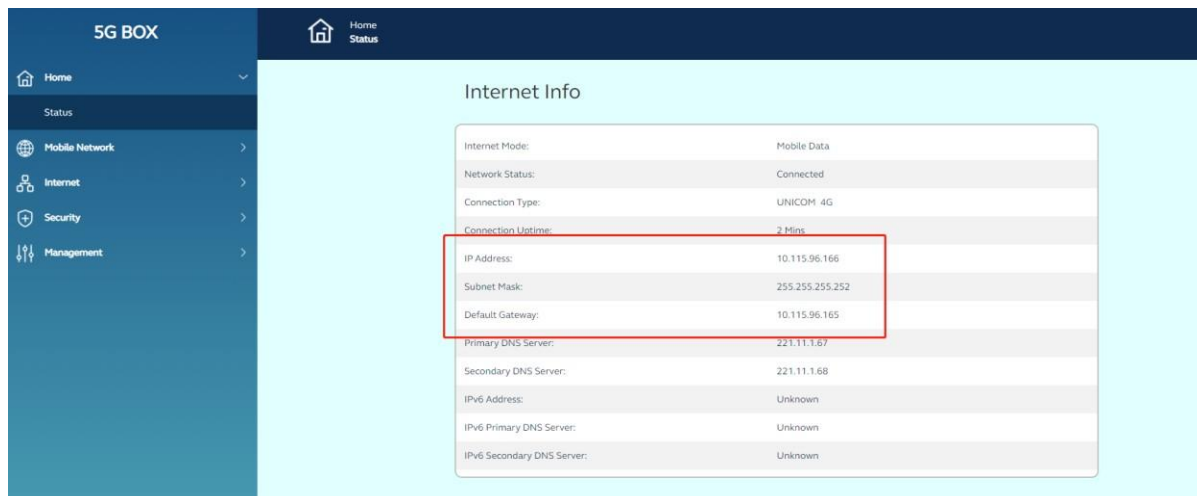 5G BOX
Home
Status
Home
Status
Mobile Network
Internet
Security
Management
Internet Info
Internet Mode: Mobile Data
Network Status: Connected
Connection Type: UNICOM 4G
Connection Uptime: 2 Mins
IP Address: 10.115.96.166
Subnet Mask: 255.255.255.252
Default Gateway: 10.115.96.165
Primary DNS Server: 221.11.1.67
Secondary DNS Server: 221.11.1.68
IPv6 Address: Unknown
IPv6 Primary DNS Server: Unknown
IPv6 Secondary DNS Server: Unknown